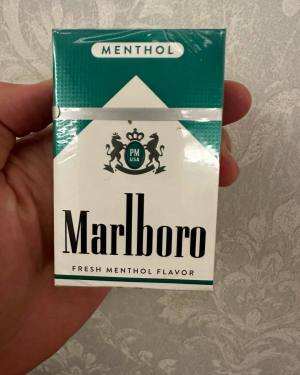 MENTHOL
PM
USA
Marlboro
FRESH MENTHOL FLAVOR